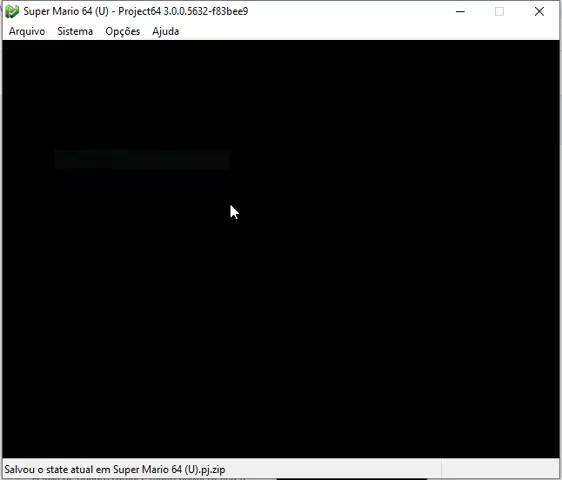 Super Mario 64 (U) - Project64 3.0.0.5632-f83bee9
Arquivo Sistema Opções Ajuda
Salvou o state atual em Super Mario 64 (U).pj.zip